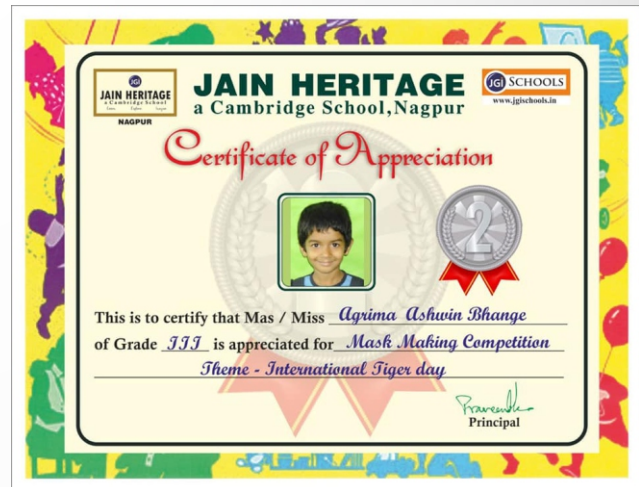 JGI
JAIN HERITAGE
a Cambridge School
NAGPUR
JAIN HERITAGE
a Cambridge School, Nagpur
JGI SCHOOLS
www.jgischools.in
Certificate of Appreciation
2
This is to certify that Mas / Miss Agrima Ashwin Bhange
of Grade III is appreciated for Mask Making Competition
Theme - International Tiger day
Principal